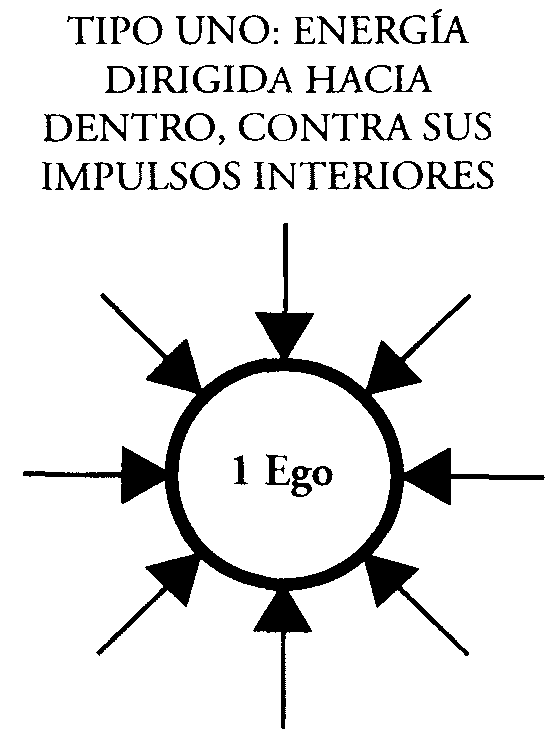 TIPO UNO: ENERGÍA
DIRIGIDA HACIA
DENTRO, CONTRA SUS
IMPULSOS INTERIORES
1 Ego